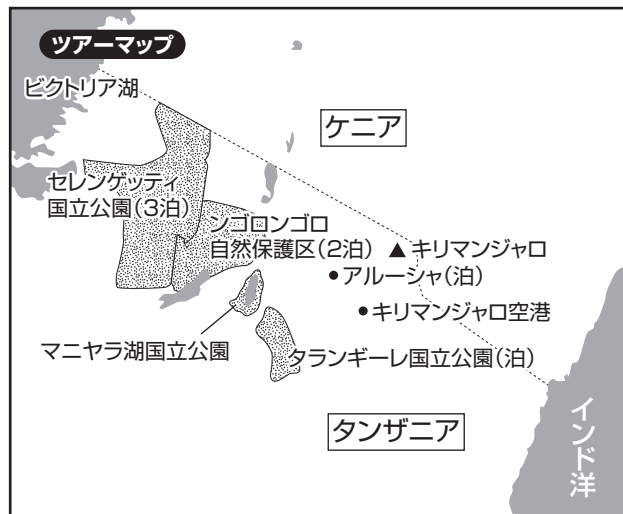 ツアーマップ
ビクトリア湖
ケニア
セレンゲッティ
国立公園(3泊)
ンゴロンゴロ
自然保護区(2泊)
▲キリマンジャロ
•アルーシャ(泊)
•キリマンジャロ空港
マニヤラ湖国立公園
タランギーレ国立公園(泊)
タンザニア
インド洋